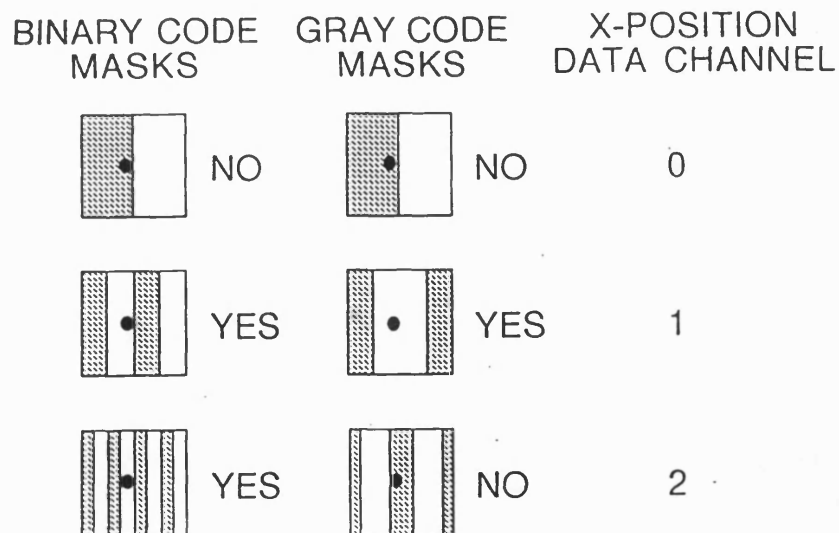 BINARY CODE MASKS
GRAY CODE MASKS
X-POSITION DATA CHANNEL
NO
NO
0
YES
YES
1
YES
NO
2